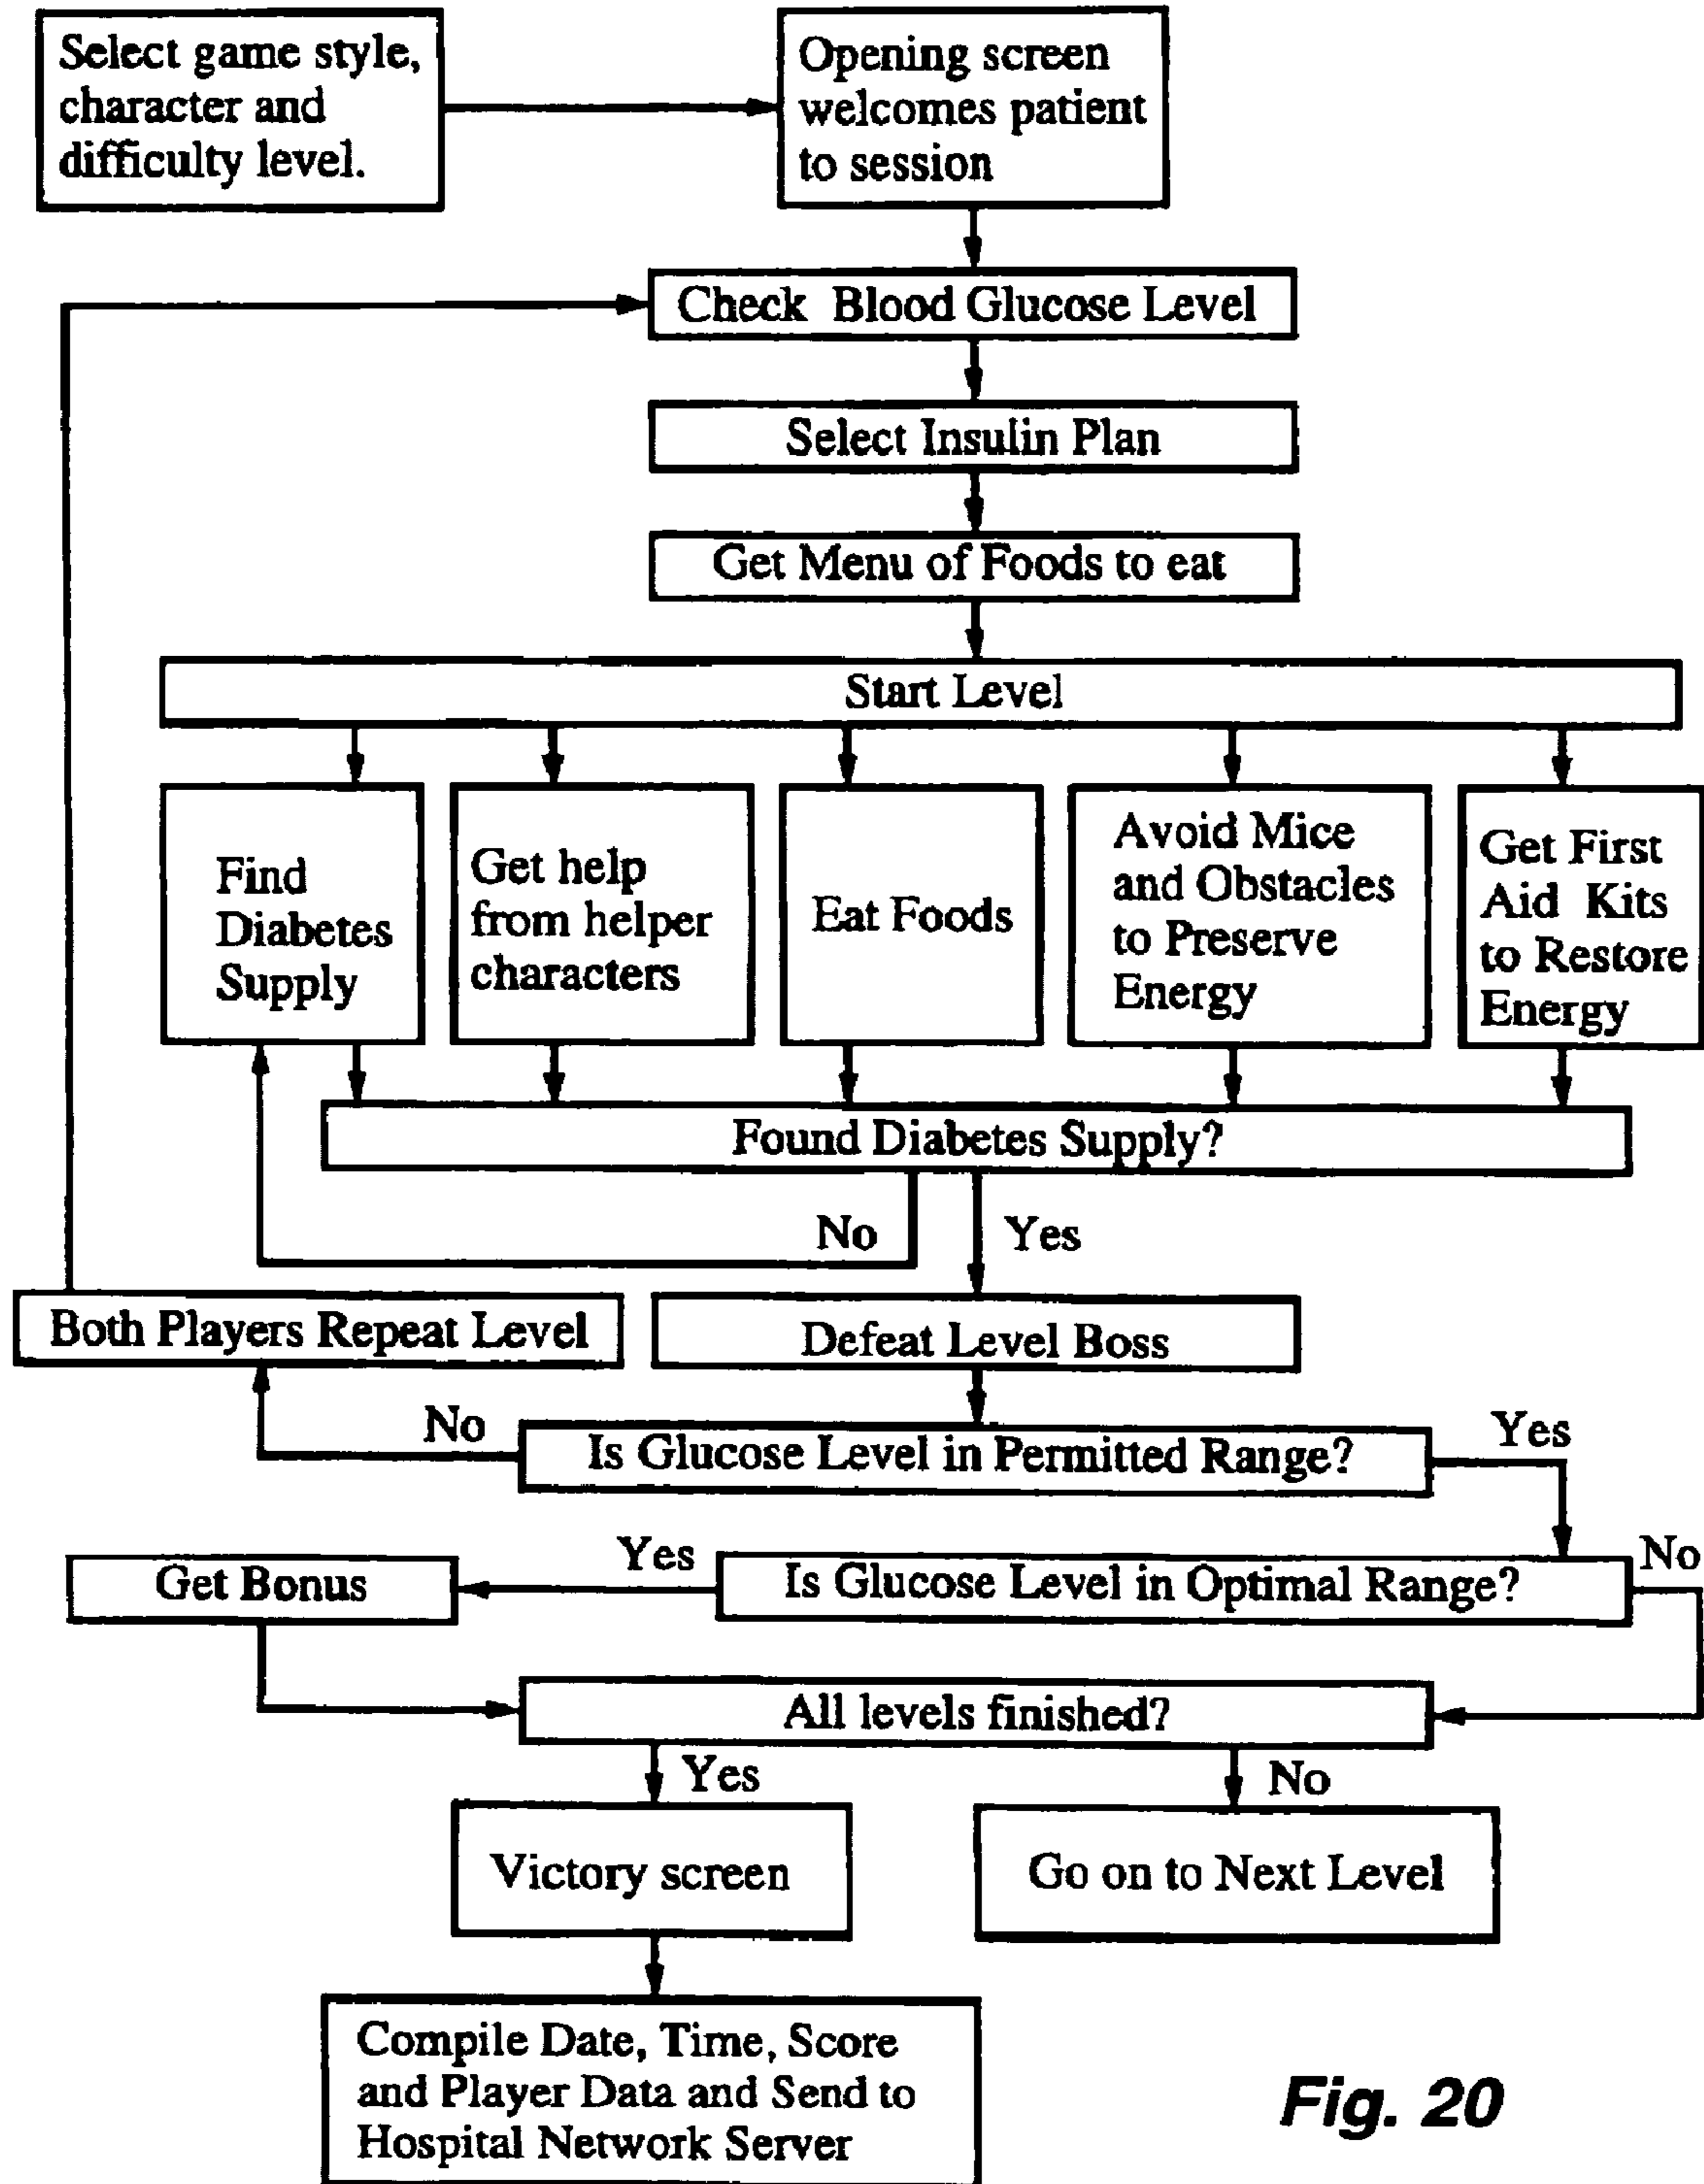 Select game style,
character and
difficulty level.
Opening screen
welcomes patient
to session
Check Blood Glucose Level
Select Insulin Plan
Get Menu of Foods to eat
Start Level
Find
Diabetes
Supply
Get help
from helper
characters
Eat Foods
Avoid Mice
and Obstacles
to Preserve
Energy
Get First
Aid Kits
to Restore
Energy
Found Diabetes Supply?
No
Yes
Both Players Repeat Level
Defeat Level Boss
No
Is Glucose Level in Permitted Range?
Yes
Get Bonus
Yes
Is Glucose Level in Optimal Range?
No
All levels finished?
Yes
No
Victory screen
Go on to Next Level
Compile Date, Time, Score
and Player Data and Send to
Hospital Network Server
Fig. 20